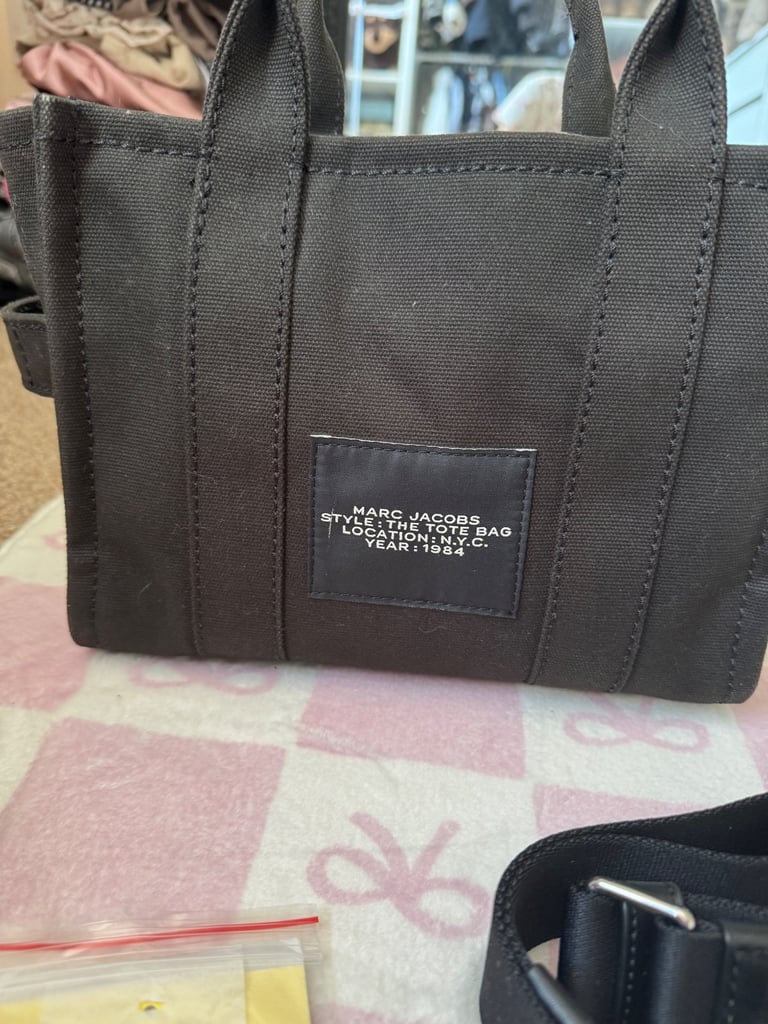 MARC JACOBS
STYLE : THE TOTE BAG
LOCATION : N.Y.C.
YEAR : 1984